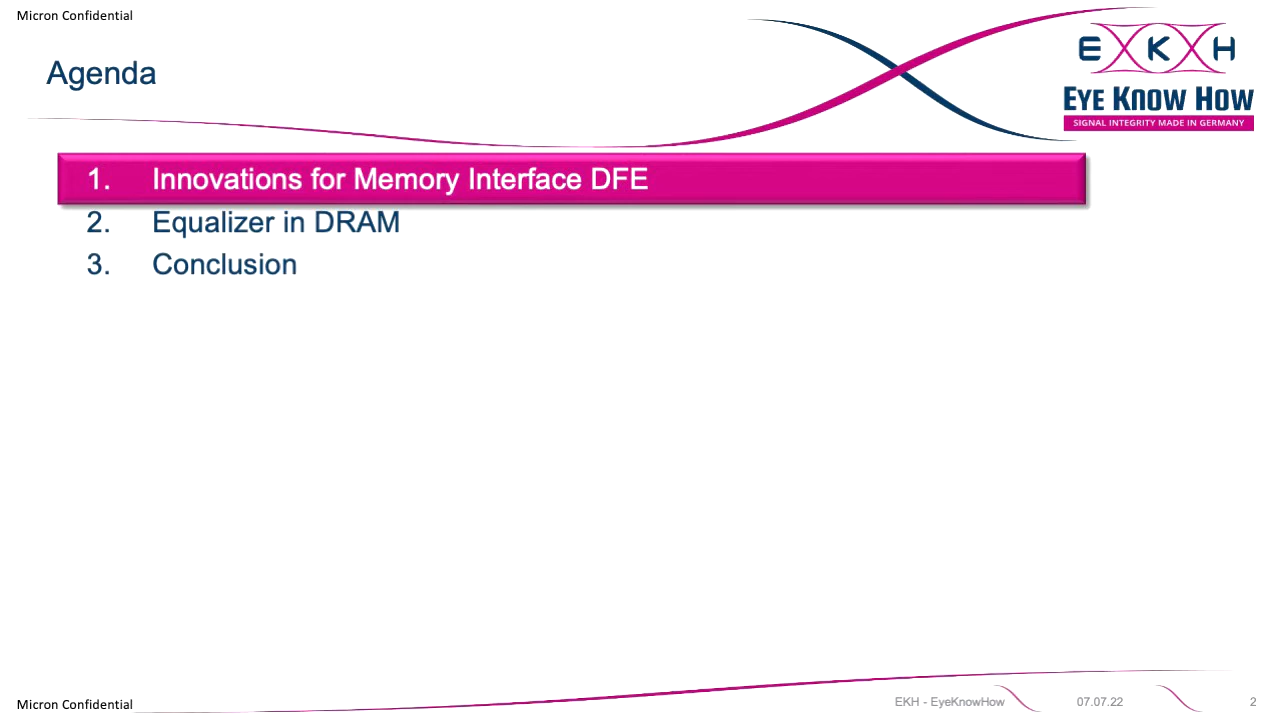 Micron Confidential
Agenda
E K H
EYE KNOW HOW
SIGNAL INTEGRITY MADE IN GERMANY
1. Innovations for Memory Interface DFE
2. Equalizer in DRAM
3. Conclusion
Micron Confidential
EKH - EyeKnowHow
07.07.22
2